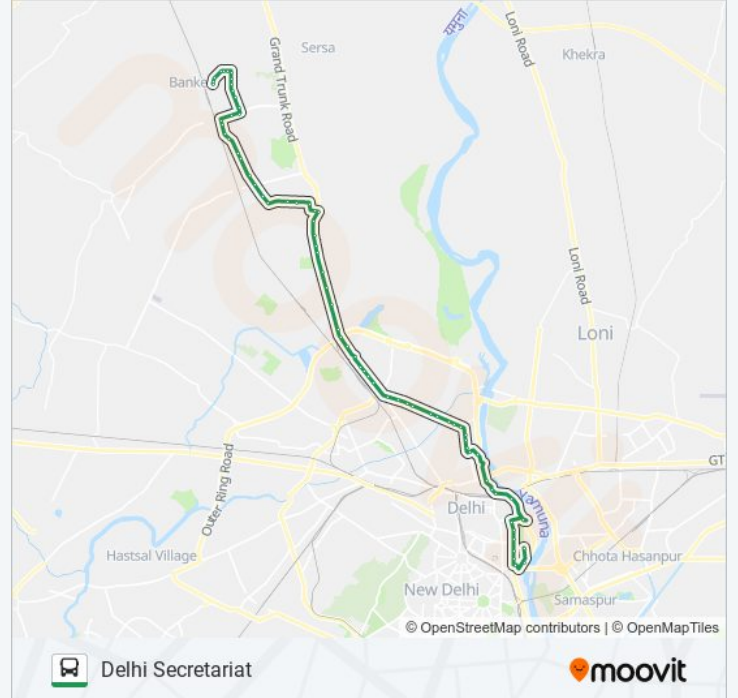 यमुना
Loni Road
Sersa
Khekra
Grand Trunk Road
Banke
Loni Road
Loni
Outer Ring Road
GT
Delhi
Yamuna
Hastsal Village
Chhota Hasanpur
New Delhi
Samaspur
© OpenStreetMap contributors | © OpenMapTiles
Delhi Secretariat
moovit